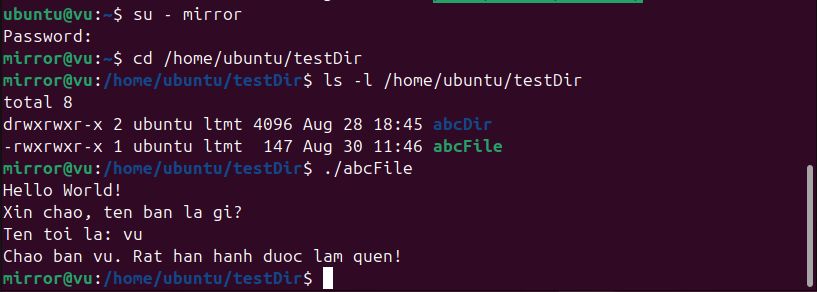 ubuntu@vu:~$ su - mirror
Password:
mirror@vu:~$ cd /home/ubuntu/testDir
mirror@vu:/home/ubuntu/testDir$ ls -l /home/ubuntu/testDir
total 8
drwxrwxr-x 2 ubuntu ltmt 4096 Aug 28 18:45 abcDir
-rwxrwxr-x 1 ubuntu ltmt  147 Aug 30 11:46 abcFile
mirror@vu:/home/ubuntu/testDir$ ./abcFile
Hello World!
Xin chao, ten ban la gi?
Ten toi la: vu
Chao ban vu. Rat han hanh duoc lam quen!
mirror@vu:/home/ubuntu/testDir$